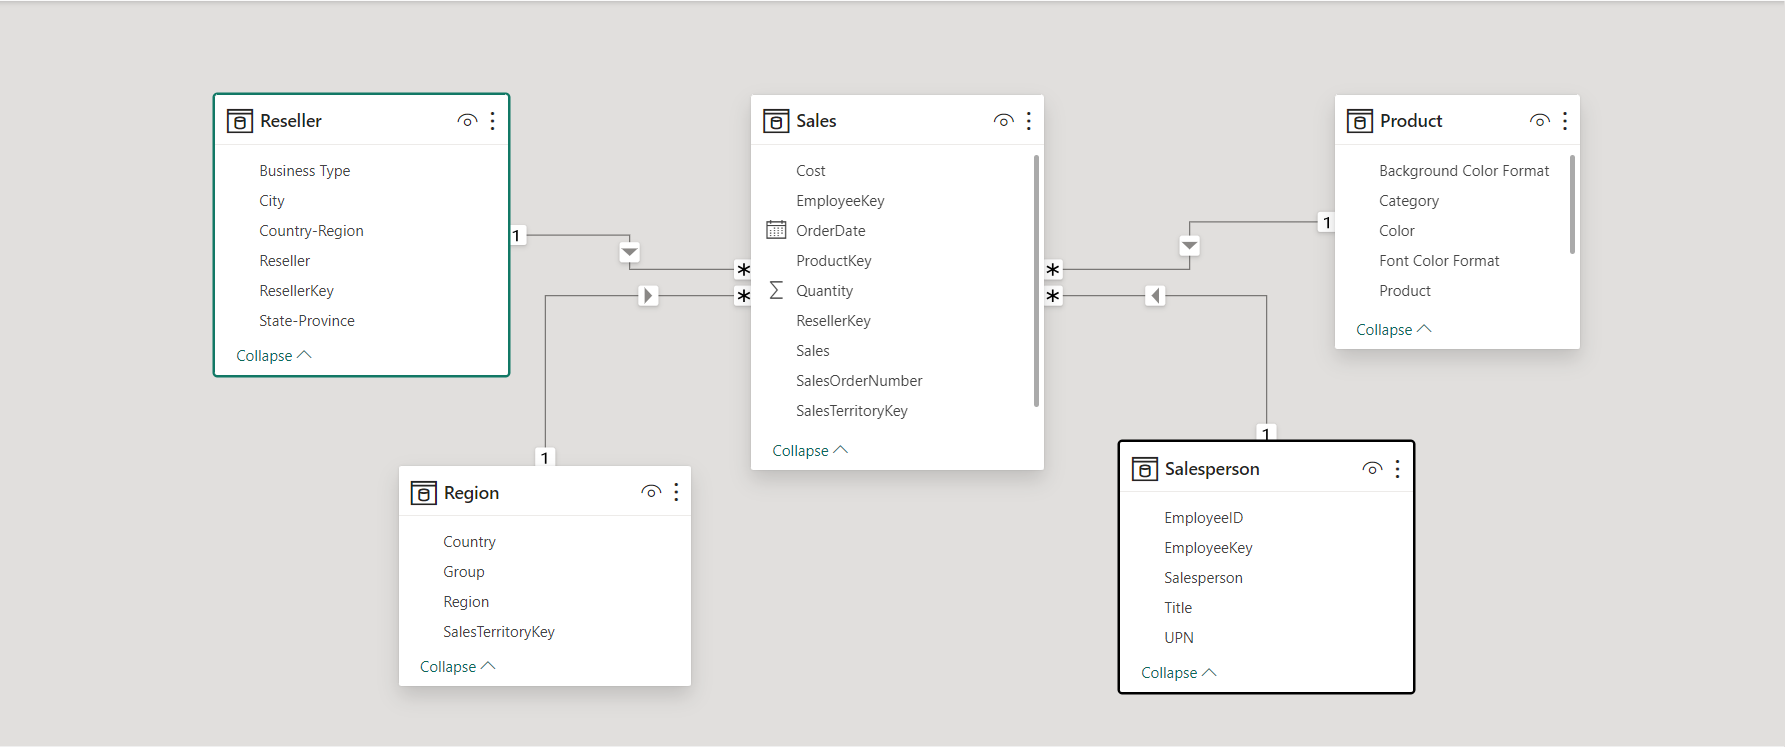 Reseller
Business Type
City
Country-Region
Reseller
ResellerKey
State-Province
Collapse
1
*
*
Sales
Cost
EmployeeKey
OrderDate
ProductKey
Quantity
ResellerKey
Sales
SalesOrderNumber
SalesTerritoryKey
Collapse
*
*
1
Product
Background Color Format
Category
Color
Font Color Format
Product
Collapse
1
Region
Country
Group
Region
SalesTerritoryKey
Collapse
1
Salesperson
EmployeeID
EmployeeKey
Salesperson
Title
UPN
Collapse